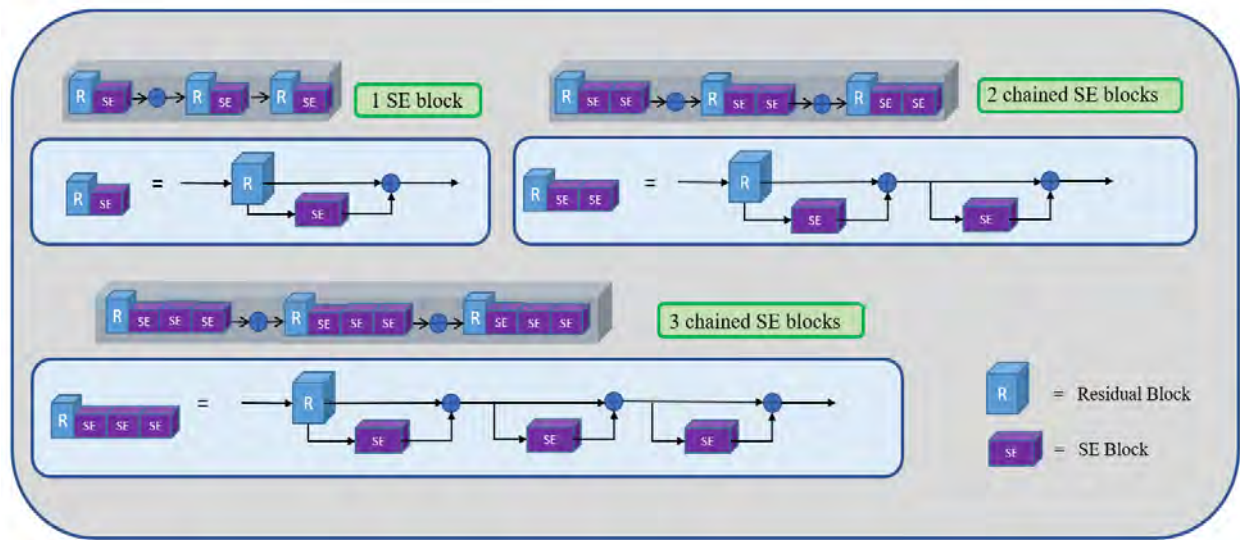 R SE R SE R SE
1 SE block
R SE SE R SE SE R SE SE
2 chained SE blocks
R SE = R SE
R SE SE = R SE SE
R SE SE SE R SE SE SE R SE SE SE
3 chained SE blocks
R SE SE SE = R SE SE SE
R = Residual Block
SE = SE Block